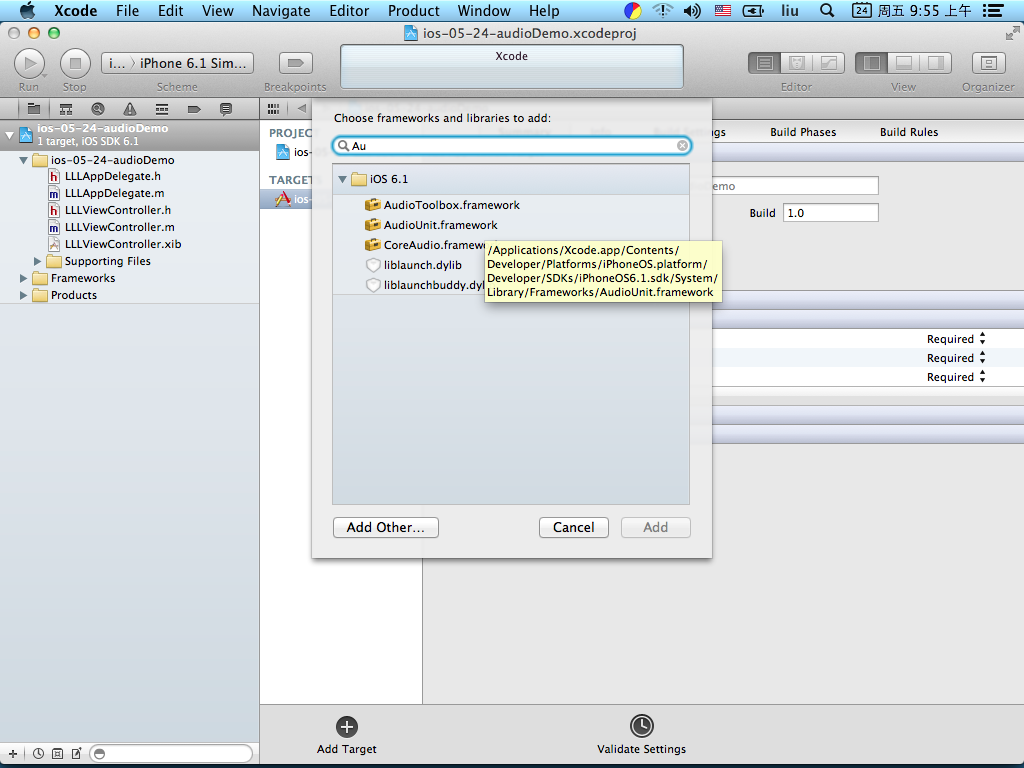 Xcode File Edit View Navigate Editor Product Window Help liu 24 周五 9:55 上午
ios-05-24-audioDemo.xcodeproj
i... 〉 iPhone 6.1 Sim...
Xcode
Run Stop Scheme Breakpoints Editor View Organizer
ios-05-24-audioDemo
1 target, iOS SDK 6.1
ios-05-24-audioDemo
h LLLAppDelegate.h
m LLLAppDelegate.m
h LLLViewController.h
m LLLViewController.m
LLLViewController.xib
Supporting Files
Frameworks
Products
PROJEC
ios-
TARGET
ios-
Choose frameworks and libraries to add:
Au
iOS 6.1
AudioToolbox.framework
AudioUnit.framework
CoreAudio.framew
liblaunch.dylib
liblaunchbuddy.dyl
/Applications/Xcode.app/Contents/
Developer/Platforms/iPhoneOS.platform/
Developer/SDKs/iPhoneOS6.1.sdk/System/
Library/Frameworks/AudioUnit.framework
Add Other... Cancel Add
ngs Build Phases Build Rules
emo
Build 1.0
Required
Required
Required
Add Target
Validate Settings